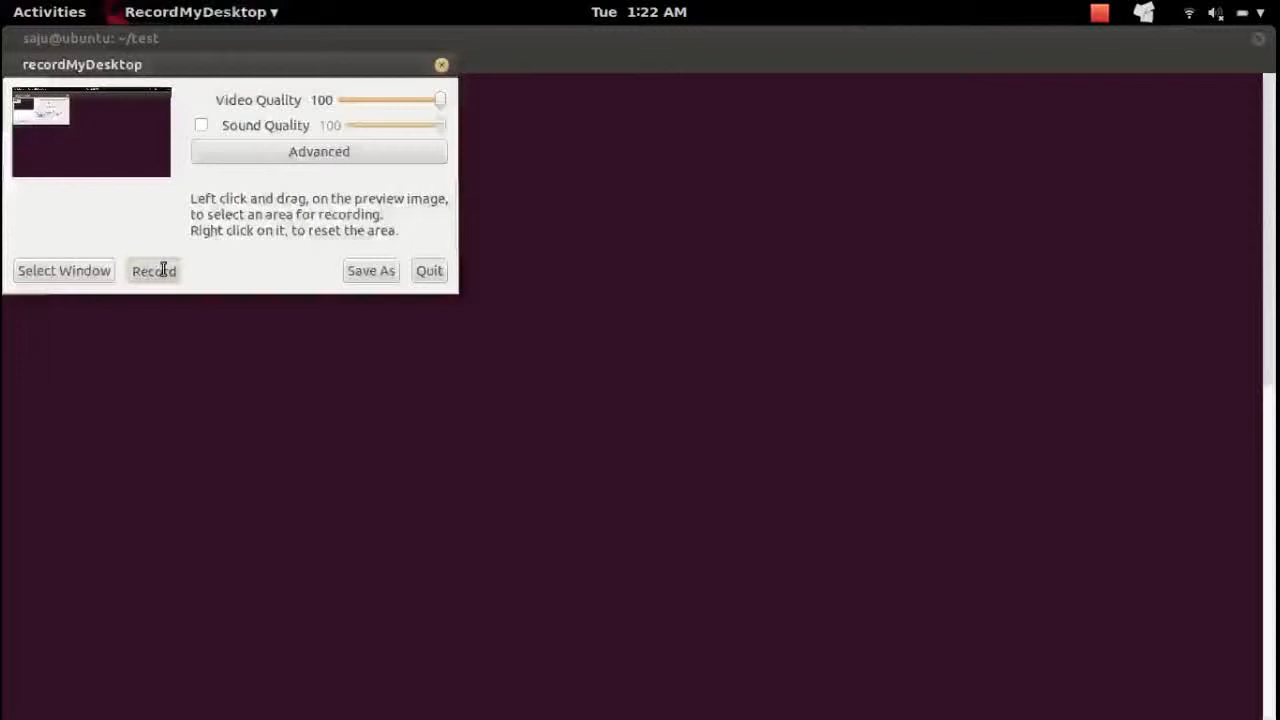 Activities RecordMyDesktop ▾ Tue 1:22 AM
saju@ubuntu: ~/test
recordMyDesktop
Video Quality 100
Sound Quality 100
Advanced
Left click and drag, on the preview image,
to select an area for recording.
Right click on it, to reset the area.
Select Window Record Save As Quit